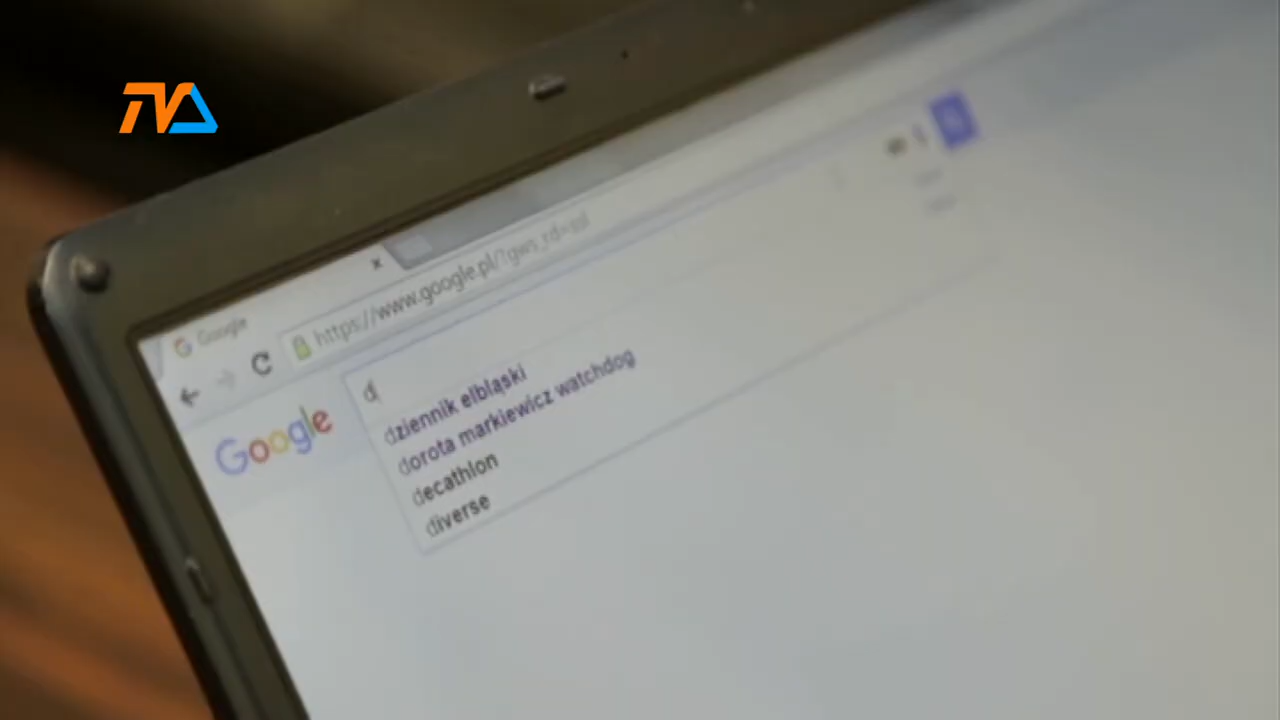 TVA
Google
https://www.google.pl/?gws_rd=ssl
Google
d
dziennik elbląski
dorota markiewicz watchdog
decathlon
diverse